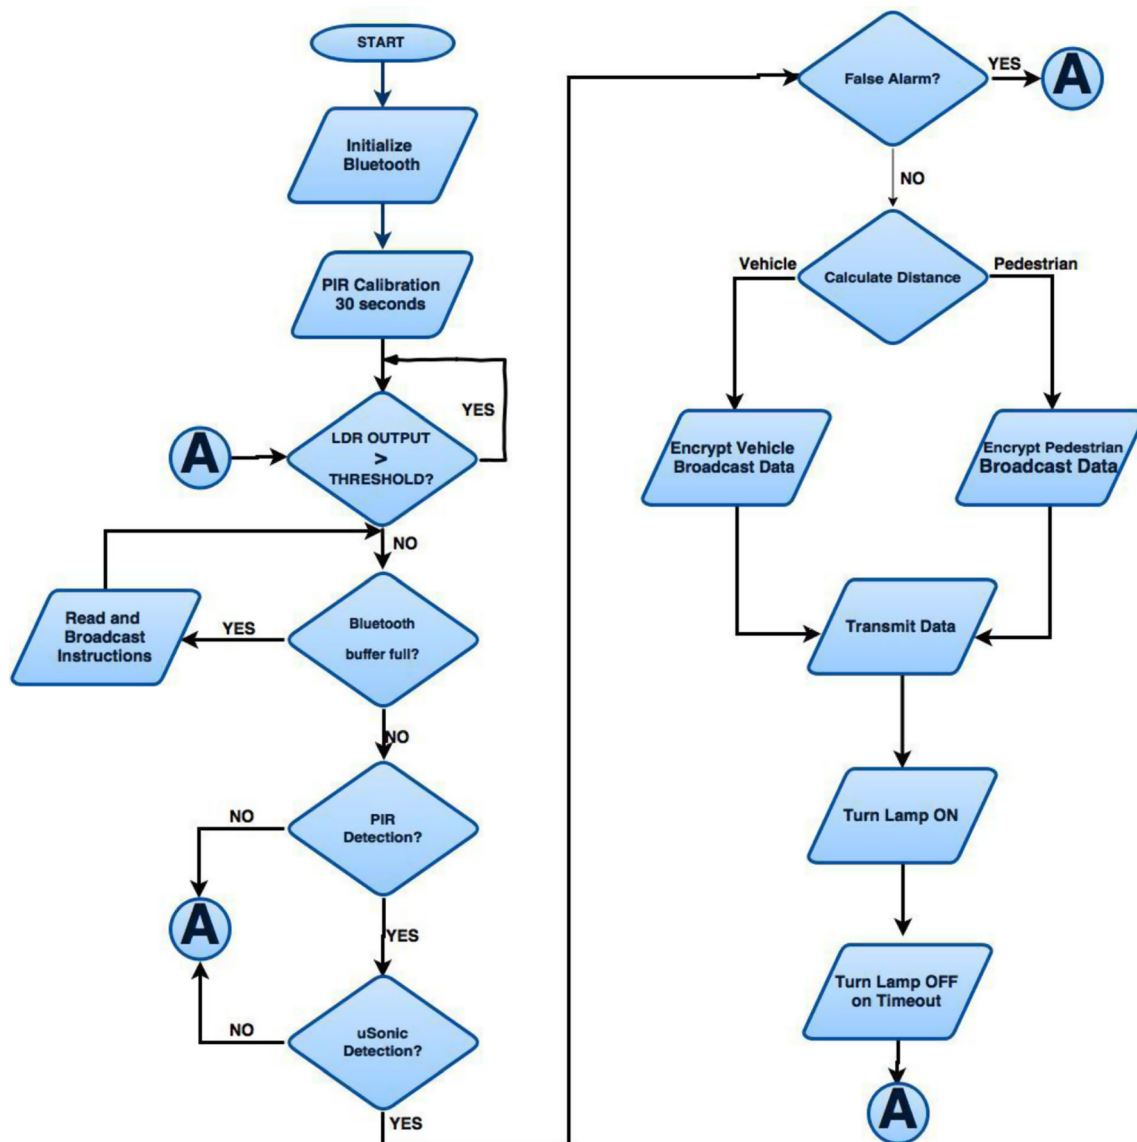 START
Initialize
Bluetooth
PIR Calibration
30 seconds
YES
LDR OUTPUT
>
THRESHOLD?
A
NO
Read and
Broadcast
Instructions
YES
Bluetooth
buffer full?
NO
PIR
Detection?
NO
A
YES
NO
uSonic
Detection?
YES
False Alarm?
YES
A
NO
Vehicle
Calculate Distance
Pedestrian
Encrypt Vehicle
Broadcast Data
Encrypt Pedestrian
Broadcast Data
Transmit Data
Turn Lamp ON
Turn Lamp OFF
on Timeout
A